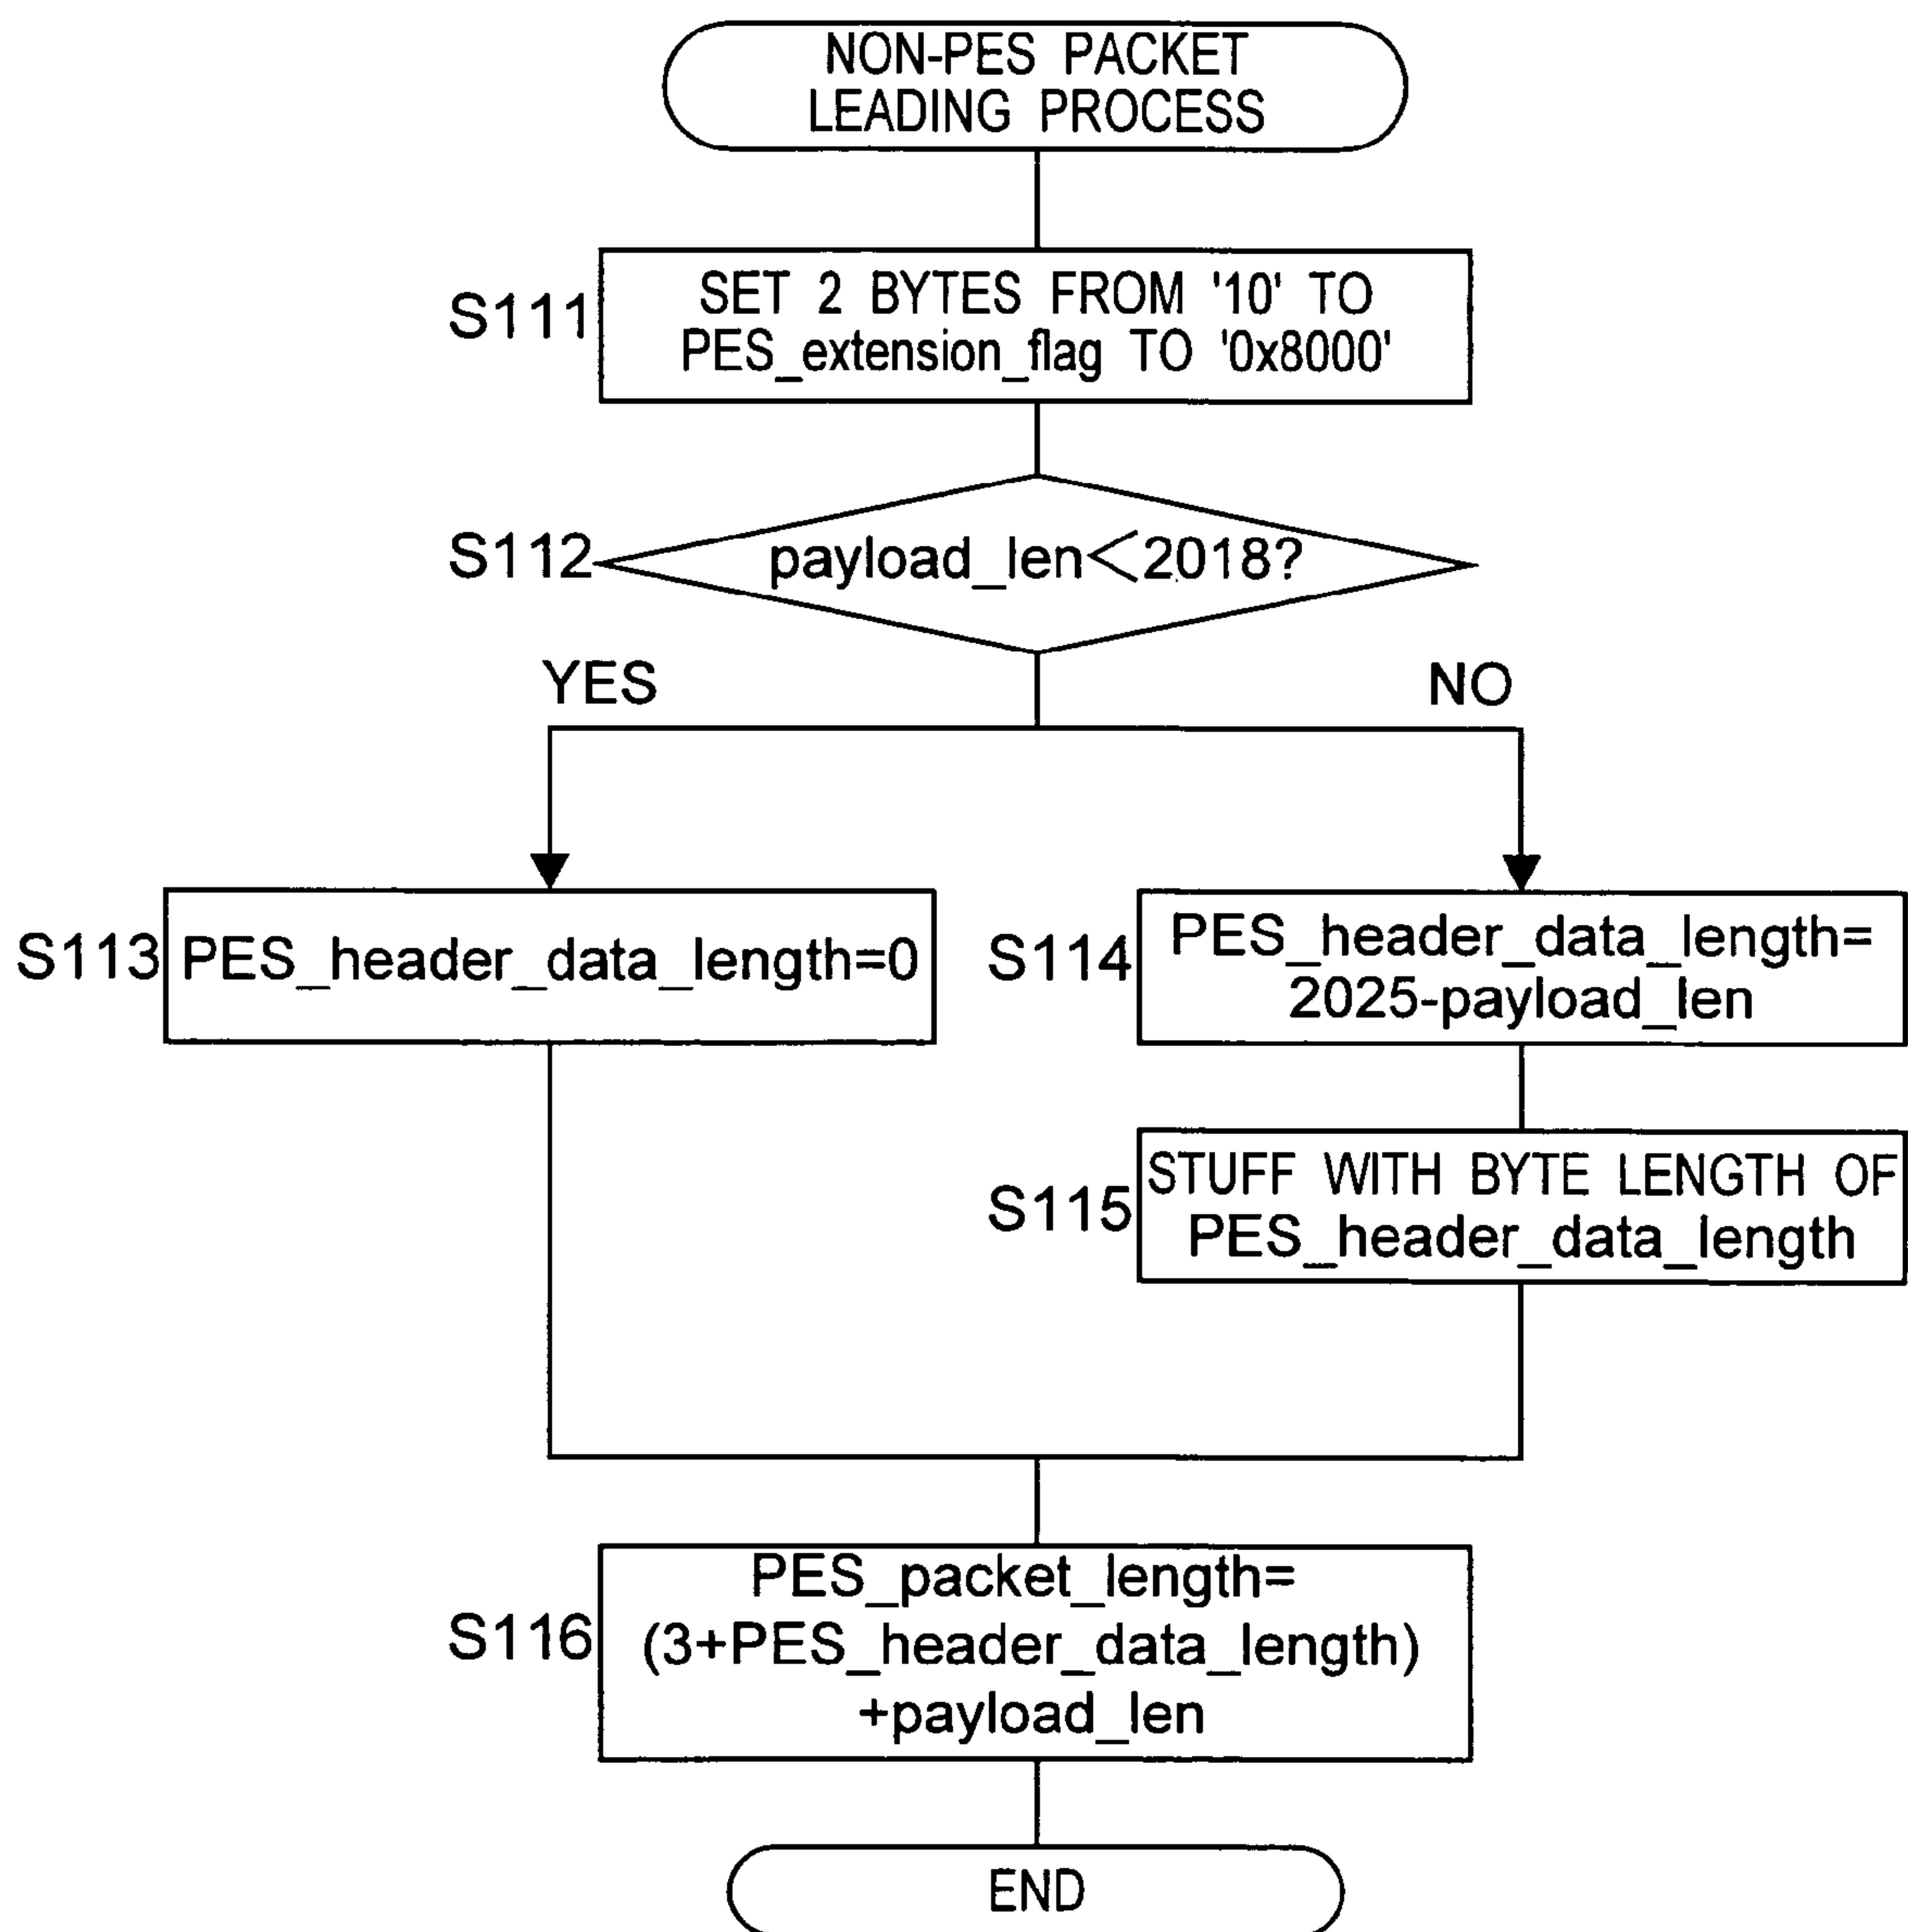 NON-PES PACKET
LEADING PROCESS
S111
SET 2 BYTES FROM '10' TO
PES_extension_flag TO '0x8000'
S112
payload_len<2018?
YES
NO
S113
PES_header_data_length=0
S114
PES_header_data_length=
2025-payload_len
S115
STUFF WITH BYTE LENGTH OF
PES_header_data_length
S116
PES_packet_length=
(3+PES_header_data_length)
+payload_len
END